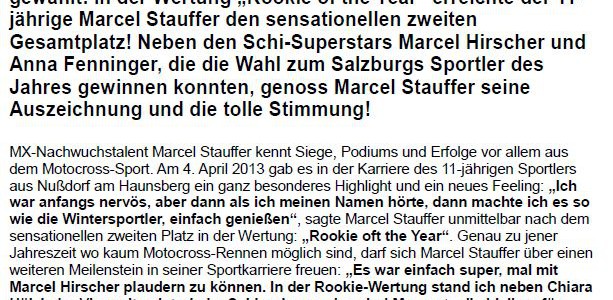 gewann. In der Wertung „Rookie of the Year“ erreichte der 11-
jährige Marcel Stauffer den sensationellen zweiten
Gesamtplatz! Neben den Schi-Superstars Marcel Hirscher und
Anna Fenninger, die die Wahl zum Salzburgs Sportler des
Jahres gewinnen konnten, genoss Marcel Stauffer seine
Auszeichnung und die tolle Stimmung!
MX-Nachwuchstalent Marcel Stauffer kennt Siege, Podiums und Erfolge vor allem aus
dem Motocross-Sport. Am 4. April 2013 gab es in der Karriere des 11-jährigen Sportlers
aus Nußdorf am Haunsberg ein ganz besonderes Highlight und ein neues Feeling: „Ich
war anfangs nervös, aber dann als ich meinen Namen hörte, dann machte ich es so
wie die Wintersportler, einfach genießen“, sagte Marcel Stauffer unmittelbar nach dem
sensationellen zweiten Platz in der Wertung: „Rookie oft the Year“. Genau zu jener
Jahreszeit wo kaum Motocross-Rennen möglich sind, darf sich Marcel Stauffer über einen
weiteren Meilenstein in seiner Sportkarriere freuen: „Es war einfach super, mal mit
Marcel Hirscher plaudern zu können. In der Rookie-Wertung stand ich neben Chiara